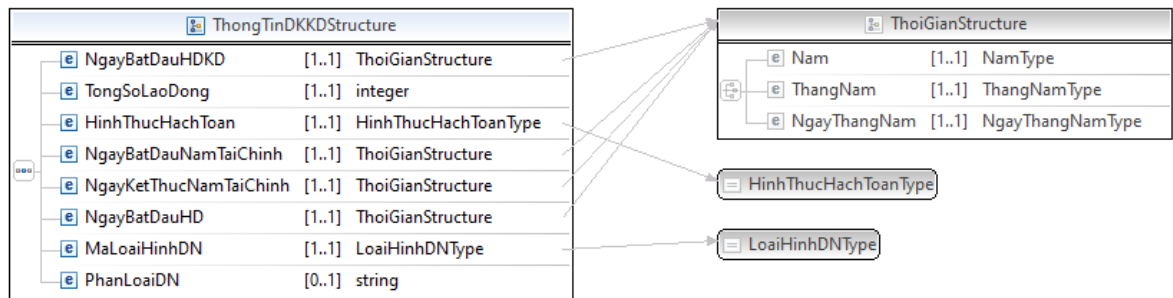 ThongTinDKKDStructure
e NgayBatDauHDKD [1..1] ThoiGianStructure
e TongSoLaoDong [1..1] integer
e HinhThucHachToan [1..1] HinhThucHachToanType
e NgayBatDauNamTaiChinh [1..1] ThoiGianStructure
e NgayKetThucNamTaiChinh [1..1] ThoiGianStructure
e NgayBatDauHD [1..1] ThoiGianStructure
e MaLoaiHinhDN [1..1] LoaiHinhDNType
e PhanLoaiDN [0..1] string
ThoiGianStructure
e Nam [1..1] NamType
e ThangNam [1..1] ThangNamType
e NgayThangNam [1..1] NgayThangNamType
HinhThucHachToanType
LoaiHinhDNType